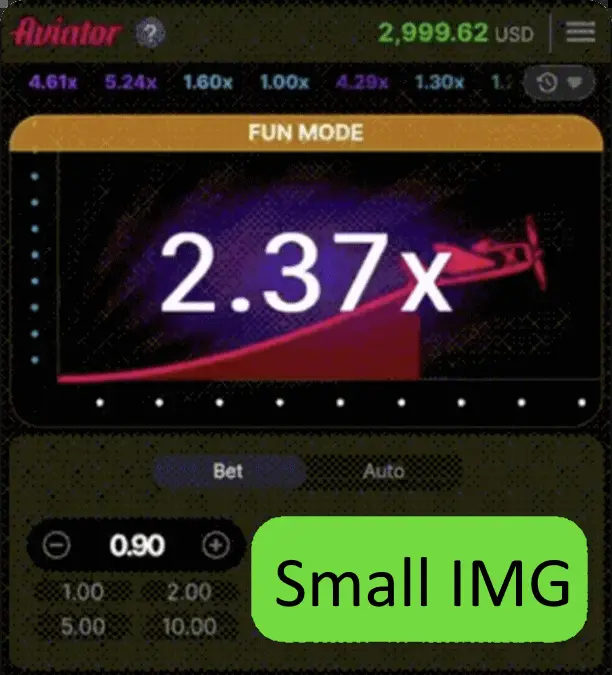 Aviator ? 2,999.62 USD
4.61x 5.24x 1.60x 1.00x 4.29x 1.30x
FUN MODE
2.37x
Bet Auto
0.90
1.00 2.00
5.00 10.00
Small IMG